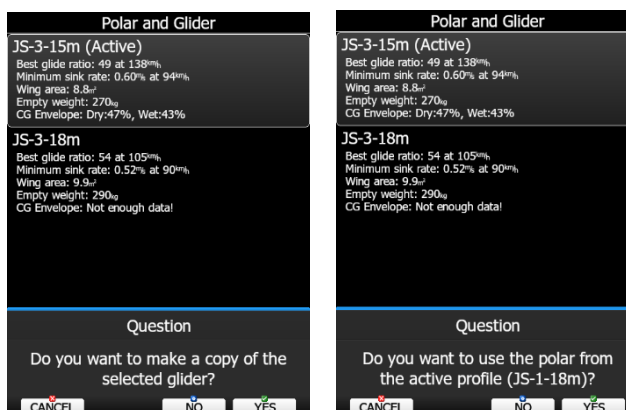 Polar and Glider
JS-3-15m (Active)
Best glide ratio: 49 at 138km/h
Minimum sink rate: 0.60m/s at 94km/h
Wing area: 8.8m²
Empty weight: 270kg
CG Envelope: Dry:47%, Wet:43%
JS-3-18m
Best glide ratio: 54 at 105km/h
Minimum sink rate: 0.52m/s at 90km/h
Wing area: 9.9m²
Empty weight: 290kg
CG Envelope: Not enough data!
Question
Do you want to make a copy of the
selected glider?
CANCEL NO YES
Polar and Glider
JS-3-15m (Active)
Best glide ratio: 49 at 138km/h
Minimum sink rate: 0.60m/s at 94km/h
Wing area: 8.8m²
Empty weight: 270kg
CG Envelope: Dry:47%, Wet:43%
JS-3-18m
Best glide ratio: 54 at 105km/h
Minimum sink rate: 0.52m/s at 90km/h
Wing area: 9.9m²
Empty weight: 290kg
CG Envelope: Not enough data!
Question
Do you want to use the polar from
the active profile (JS-1-18m)?
CANCEL NO YES